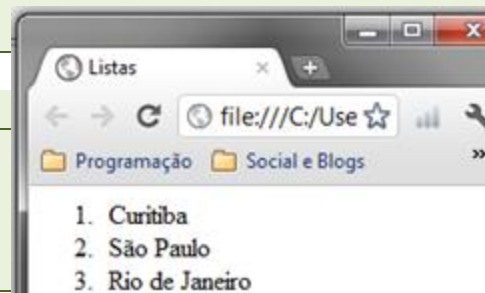 Listas
file:///C:/Use
Programação Social e Blogs
1. Curitiba
2. São Paulo
3. Rio de Janeiro